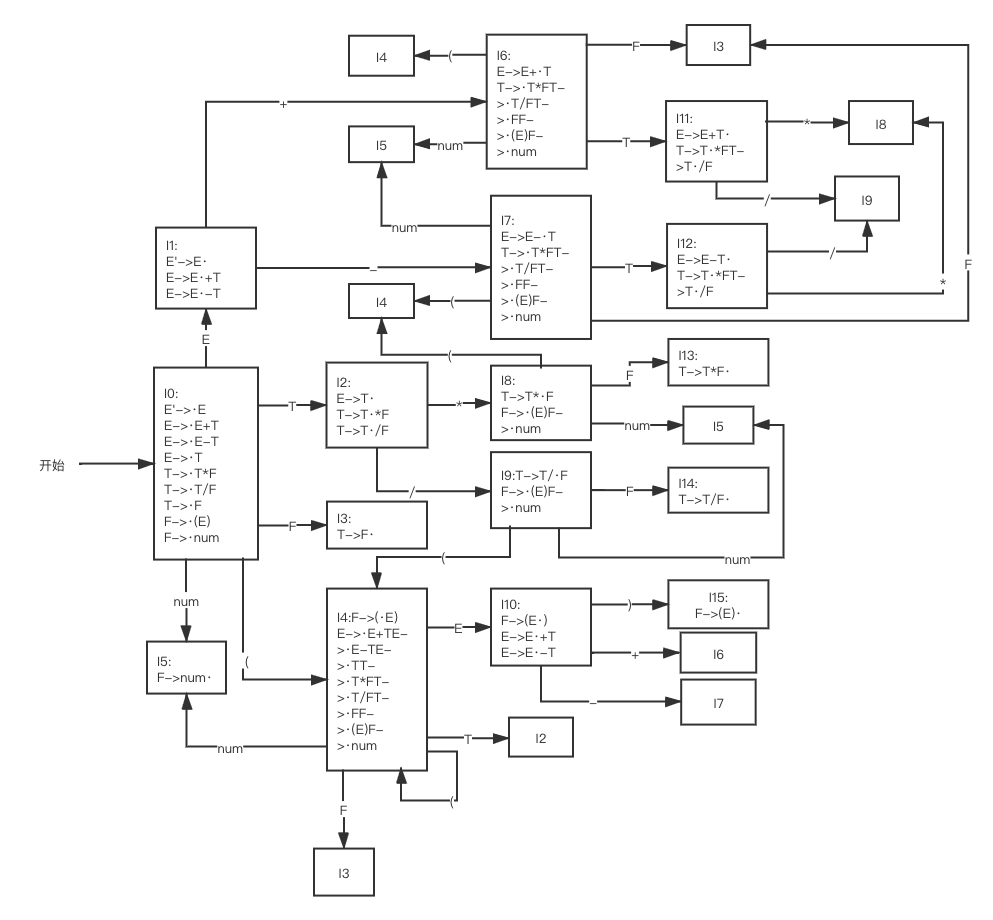 I4
(
I6:
E->E+·T
T->·T*FT-
>·T/FT-
>·FF-
>·(E)F-
>·num
F
I3
+
I5
num
T
I11:
E->E+T·
T->T·*FT-
>T·/F
*
I8
/
I9
num
I7:
E->E-·T
T->·T*FT-
>·T/FT-
>·FF-
>·(E)F-
>·num
I1:
E'->E·
E->E·+T
E->E·-T
-
T
I12:
E->E-T·
T->T·*FT-
>T·/F
/
*
F
I4
(
E
(
I0:
E'->·E
E->·E+T
E->·E-T
E->·T
T->·T*F
T->·T/F
T->·F
F->·(E)
F->·num
开始
T
I2:
E->T·
T->T·*F
T->T·/F
*
I8:
T->T*·F
F->·(E)F-
>·num
F
I13:
T->T*F·
num
I5
/
I9:T->T/·F
F->·(E)F-
>·num
F
I14:
T->T/F·
num
F
I3:
T->F·
(
num
(
I5:
F->num·
num
I4:F->(·E)
E->·E+TE-
>·E-TE-
>·TT-
>·T*FT-
>·T/FT-
>·FF-
>·(E)F-
>·num
E
I10:
F->(E·)
E->E·+T
E->E·-T
)
I15:
F->(E)·
+
I6
-
I7
T
I2
(
F
I3